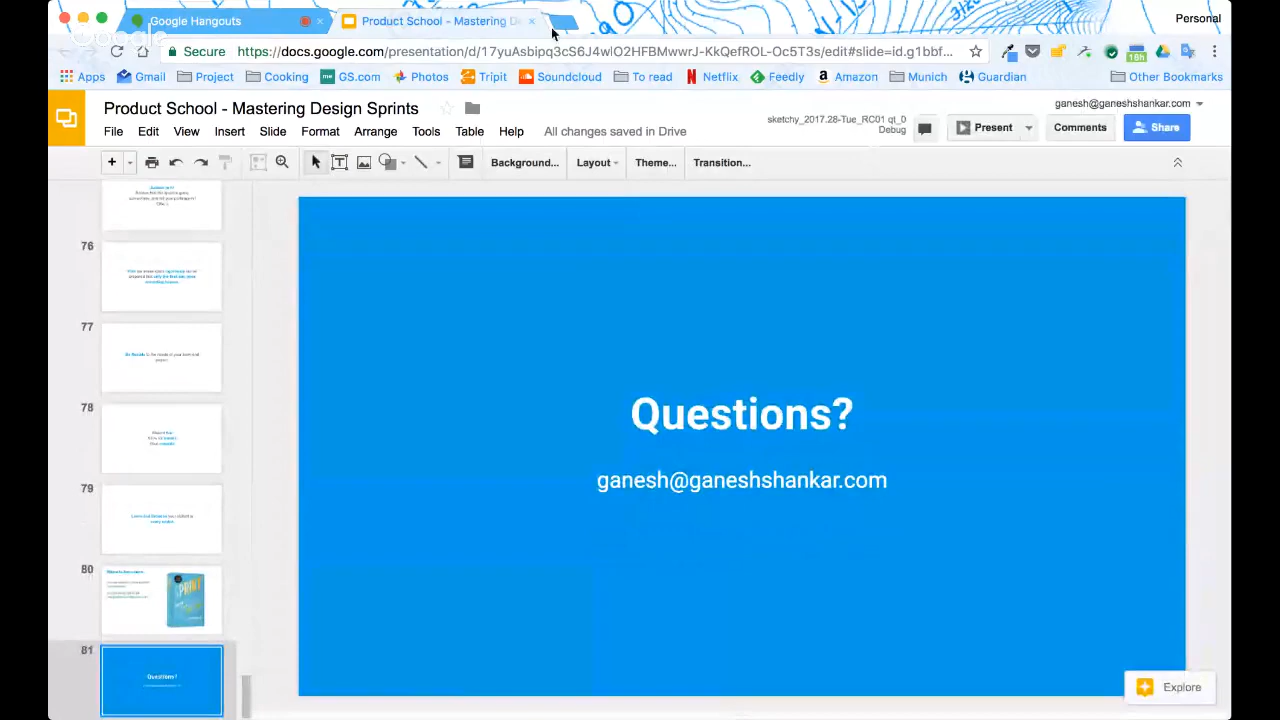 Google Hangouts
Product School - Mastering D
Personal
Google
Secure https://docs.google.com/presentation/d/17yuAsbipq3cS6J4wIO2HFBMwwrJ-KkQefROL-Oc5T3s/edit#slide=id.g1bbf...
Apps Gmail Project Cooking GS.com Photos Tripit Soundcloud To read Netflix Feedly Amazon Munich Guardian Other Bookmarks
Product School - Mastering Design Sprints
ganesh@ganeshshankar.com
File Edit View Insert Slide Format Arrange Tools Table Help All changes saved in Drive
sketchy_2017.28-Tue_RC01 qt_0
Debug
Present Comments Share
Background... Layout Theme... Transition...
76
77
78
79
80
SPRINT
81
Questions?
Questions?
ganesh@ganeshshankar.com
Explore